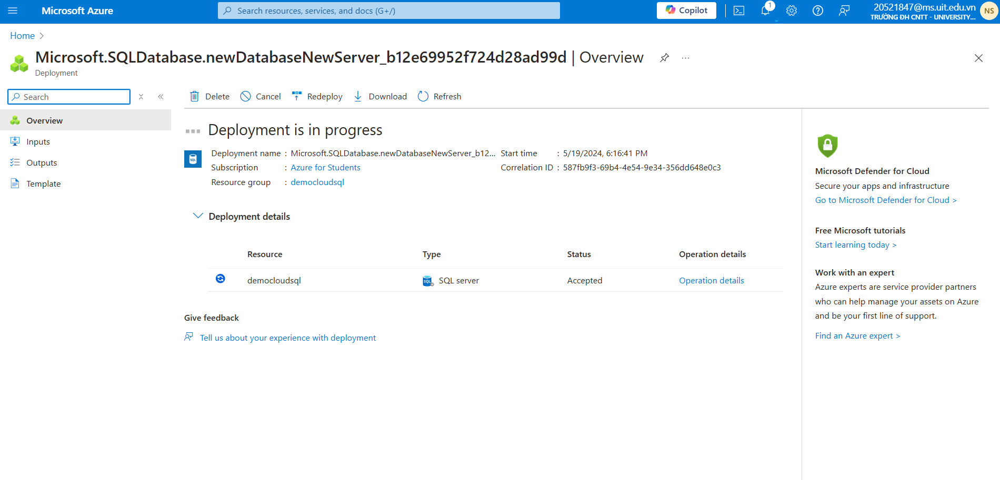 Microsoft Azure
Search resources, services, and docs (G+/)
Copilot
1
20521847@ms.uit.edu.vn
TRƯỜNG ĐH CNTT - UNIVERSITY...
NS
Home
Microsoft.SQLDatabase.newDatabaseNewServer_b12e69952f724d28ad99d | Overview
Deployment
Search
Delete
Cancel
Redeploy
Download
Refresh
Overview
Inputs
Outputs
Template
Deployment is in progress
SQL
Deployment name : Microsoft.SQLDatabase.newDatabaseNewServer_b12...
Subscription : Azure for Students
Resource group : democloudsql
Start time : 5/19/2024, 6:16:41 PM
Correlation ID : 587fb9f3-69b4-4e54-9e34-356dd648e0c3
Deployment details
Resource Type Status Operation details
democloudsql SQL SQL server Accepted Operation details
Give feedback
Tell us about your experience with deployment
Microsoft Defender for Cloud
Secure your apps and infrastructure
Go to Microsoft Defender for Cloud >
Free Microsoft tutorials
Start learning today >
Work with an expert
Azure experts are service provider partners
who can help manage your assets on Azure
and be your first line of support.
Find an Azure expert >